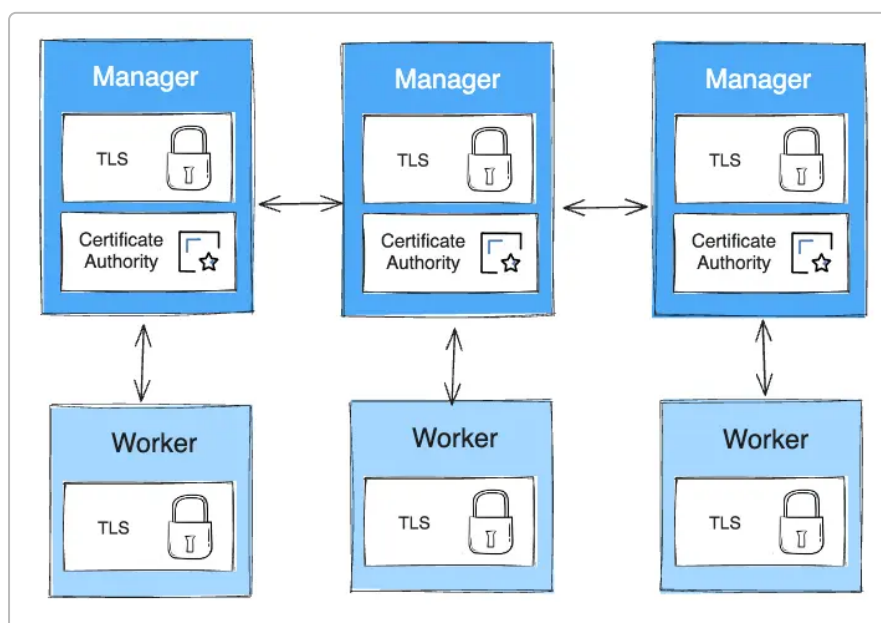 Manager
TLS
Certificate
Authority
Manager
TLS
Certificate
Authority
Manager
TLS
Certificate
Authority
Worker
TLS
Worker
TLS
Worker
TLS